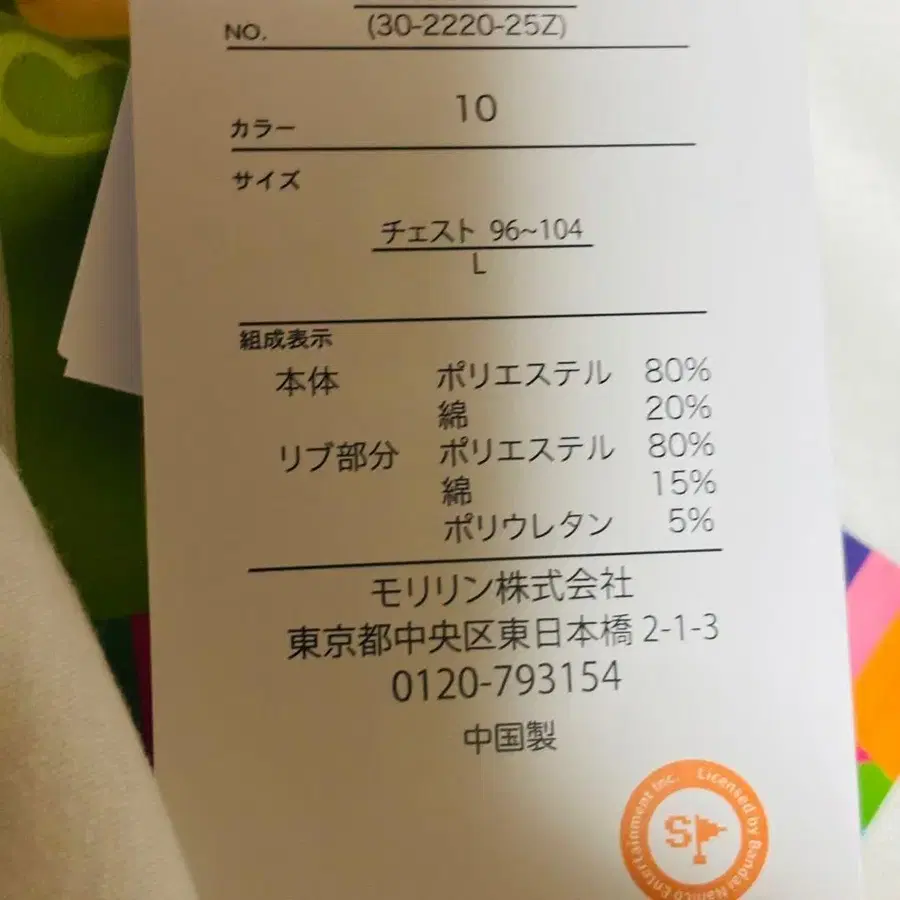 NO.
(30-2220-25Z)
カラー
10
サイズ
チェスト 96~104
L
組成表示
本体 ポリエステル 80%
綿 20%
リブ部分 ポリエステル 80%
綿 15%
ポリウレタン 5%
モリリン株式会社
東京都中央区東日本橋 2-1-3
0120-793154
中国製
Licensed by Bandai Namco Entertainment Inc.
SP